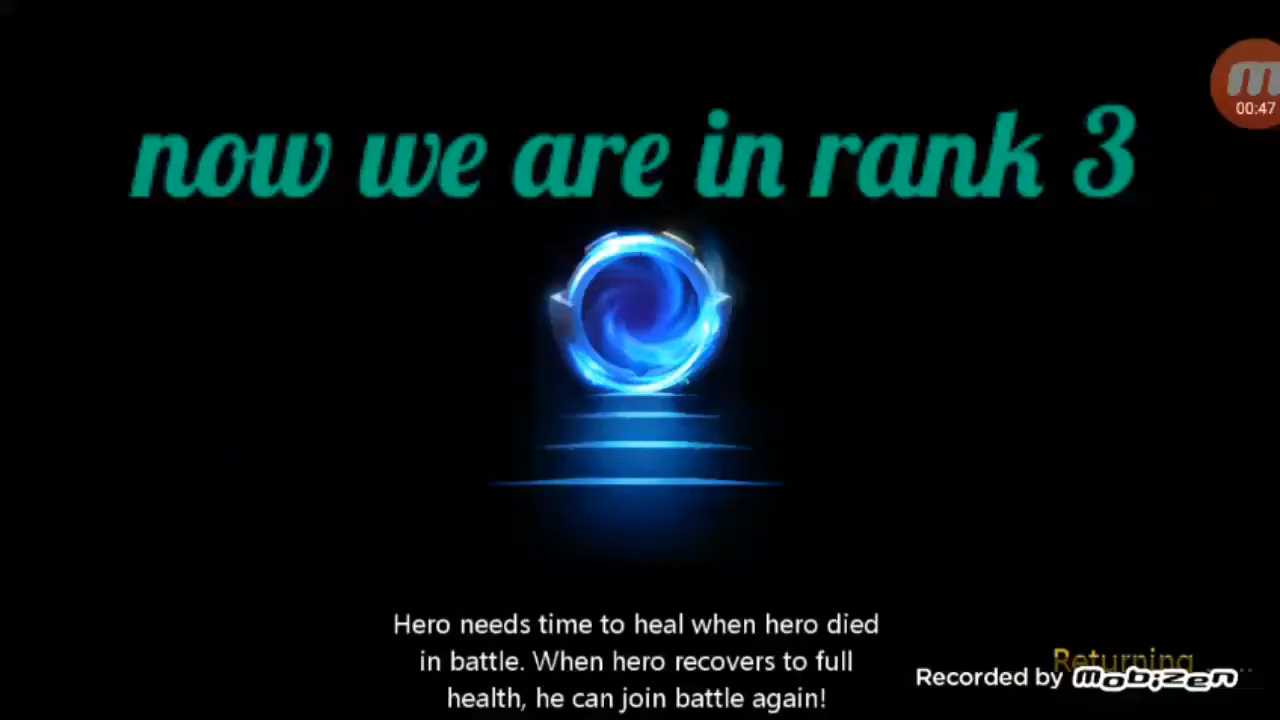 m
00:47
now we are in rank 3
Hero needs time to heal when hero died
in battle. When hero recovers to full
health, he can join battle again!
Returning ....
Recorded by mobizen